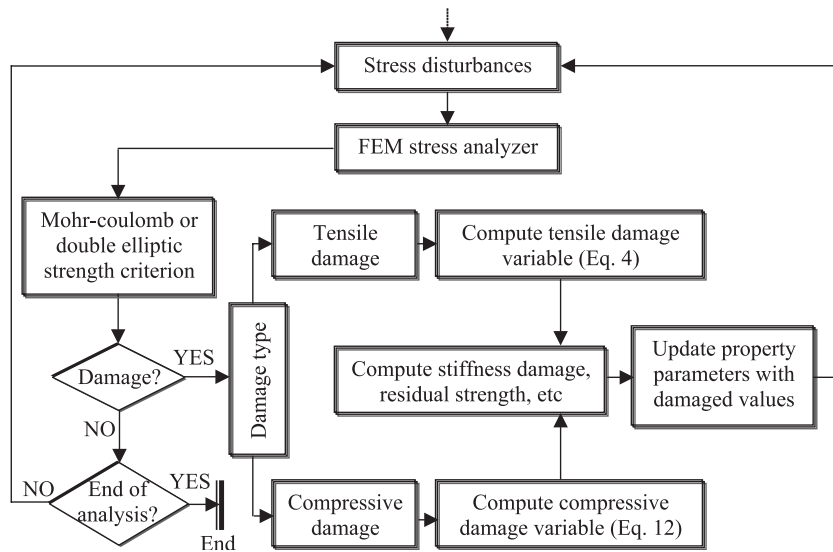 Stress disturbances
FEM stress analyzer
Mohr-coulomb or
double elliptic
strength criterion
Tensile
damage
Compute tensile damage
variable (Eq. 4)
Damage type
YES
Damage?
NO
Compute stiffness damage,
residual strength, etc
Update property
parameters with
damaged values
NO
End of
analysis?
YES
End
Compressive
damage
Compute compressive
damage variable (Eq. 12)